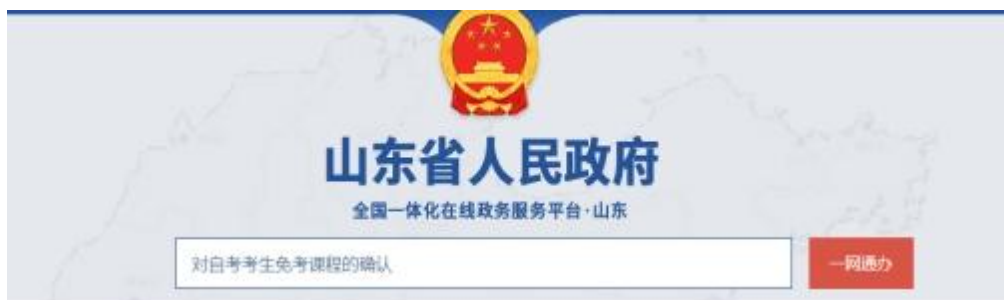 山东省人民政府
全国一体化在线政务服务平台·山东
对自考考生免考课程的确认
一网通办